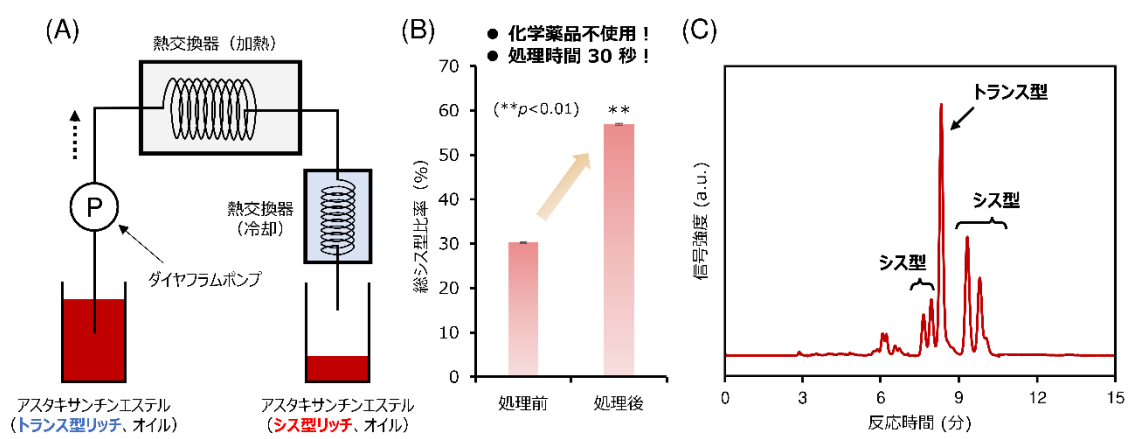 (A)
熱交換器（加熱）
P
熱交換器
（冷却）
ダイヤフラムポンプ
アスタキサンチンエステル
（トランス型リッチ、オイル）
アスタキサンチンエステル
（シス型リッチ、オイル）
(B)
● 化学薬品不使用！
● 処理時間 30 秒！
総シス型比率（%）
70
60
50
40
30
20
10
0
(**p<0.01)
**
処理前
処理後
(C)
信号強度 (a.u.)
トランス型
シス型
シス型
0
3
6
9
12
15
反応時間（分）